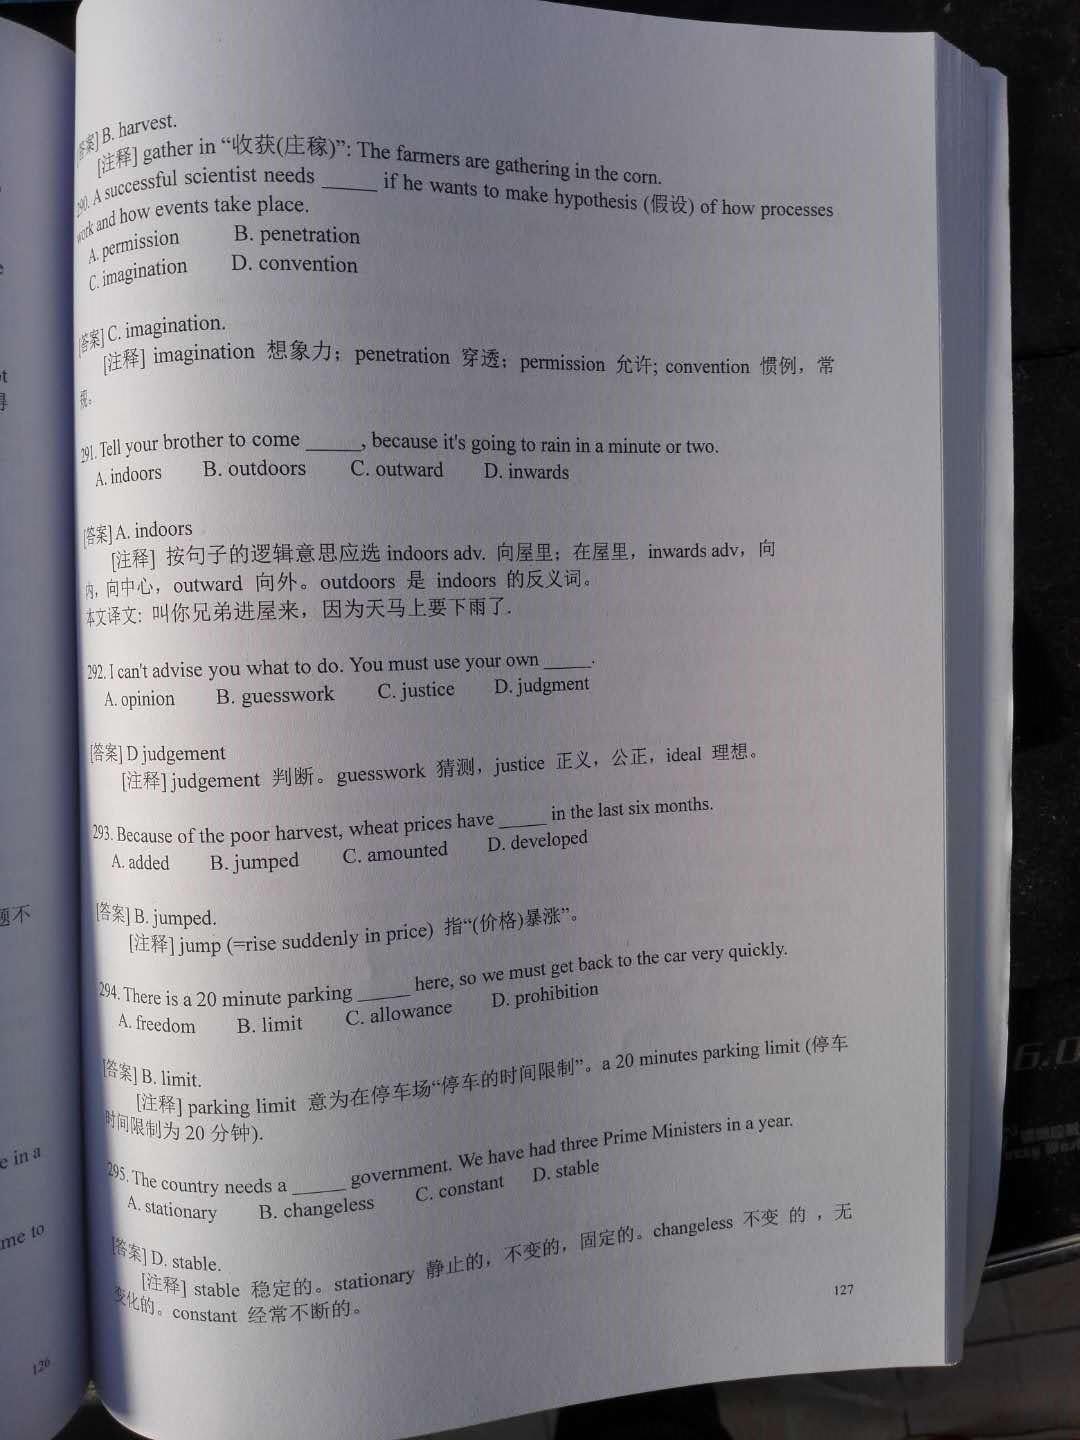 [答案] B. harvest.
[注释] gather in “收获(庄稼)”: The farmers are gathering in the corn.
290. A successful scientist needs _____ if he wants to make hypothesis (假设) of how processes
work and how events take place.
A. permission B. penetration
C. imagination D. convention
[答案] C. imagination.
[注释] imagination 想象力；penetration 穿透；permission 允许; convention 惯例，常
规。
291. Tell your brother to come _____, because it's going to rain in a minute or two.
A. indoors B. outdoors C. outward D. inwards
[答案] A. indoors
[注释] 按句子的逻辑意思应选 indoors adv. 向屋里；在屋里，inwards adv，向
内，向中心，outward 向外。outdoors 是 indoors 的反义词。
本文译文: 叫你兄弟进屋来，因为天马上要下雨了.
292. I can't advise you what to do. You must use your own _____.
A. opinion B. guesswork C. justice D. judgment
[答案] D judgement
[注释] judgement 判断。guesswork 猜测，justice 正义，公正，ideal 理想。
293. Because of the poor harvest, wheat prices have _____ in the last six months.
A. added B. jumped C. amounted D. developed
[答案] B. jumped.
[注释] jump (=rise suddenly in price) 指“(价格)暴涨”。
294. There is a 20 minute parking _____ here, so we must get back to the car very quickly.
A. freedom B. limit C. allowance D. prohibition
[答案] B. limit.
[注释] parking limit 意为在停车场“停车的时间限制”。a 20 minutes parking limit (停车
时间限制为 20 分钟).
295. The country needs a _____ government. We have had three Prime Ministers in a year.
A. stationary B. changeless C. constant D. stable
[答案] D. stable.
[注释] stable 稳定的。stationary 静止的，不变的，固定的。changeless 不变 的 ，无
变化的。constant 经常不断的。
127
题不
e in a
me to
126
6.0